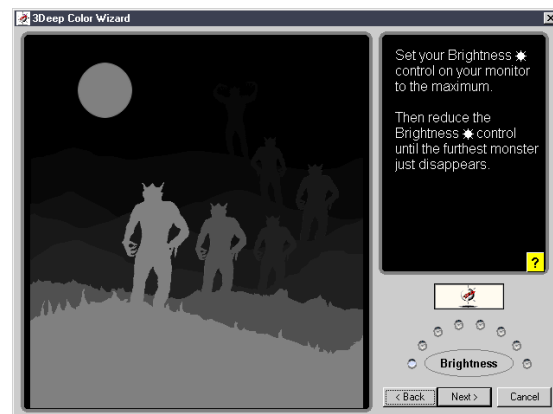 3Deep Color Wizard
Set your Brightness
control on your monitor
to the maximum.
Then reduce the
Brightness control
until the furthest monster
just disappears.
?
Brightness
< Back Next > Cancel